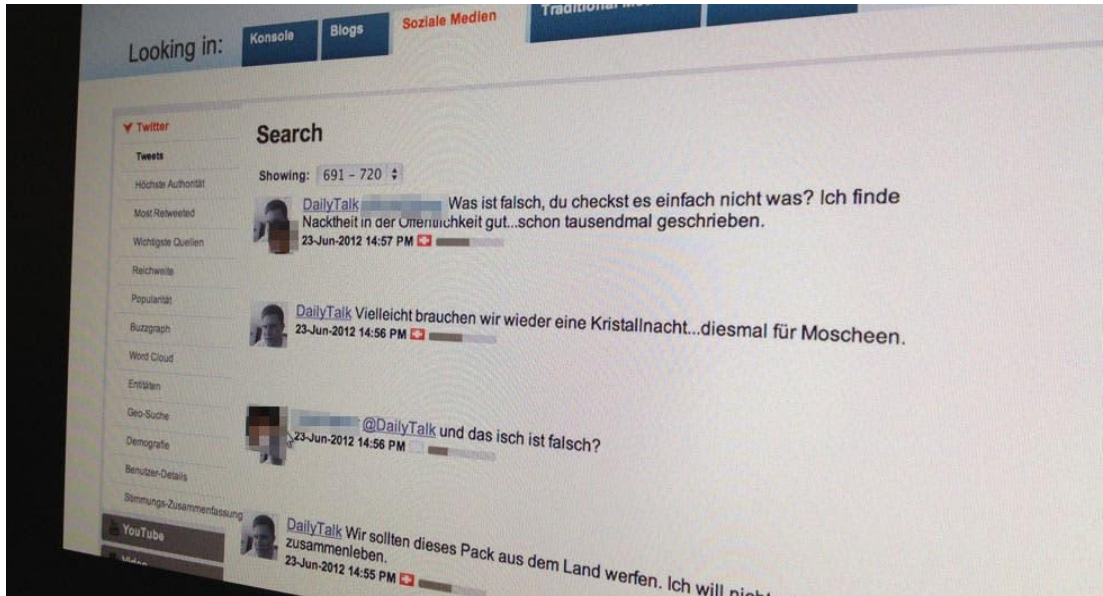 Looking in:
Konsole
Blogs
Soziale Medien
Traditional
Twitter
Tweets
Höchste Authorität
Most Retweeted
Wichtigste Quellen
Reichweite
Popularität
Buzzgraph
Word Cloud
Entitäten
Geo-Suche
Demografie
Benutzer-Details
Stimmungs-Zusammenfassung
YouTube
Video
Search
Showing: 691 - 720
DailyTalk Was ist falsch, du checkst es einfach nicht was? Ich finde
Nacktheit in der Öffentlichkeit gut...schon tausendmal geschrieben.
23-Jun-2012 14:57 PM
DailyTalk Vielleicht brauchen wir wieder eine Kristallnacht...diesmal für Moscheen.
23-Jun-2012 14:56 PM
@DailyTalk und das isch ist falsch?
23-Jun-2012 14:56 PM
DailyTalk Wir sollten dieses Pack aus dem Land werfen. Ich will nicht
zusammenleben.
23-Jun-2012 14:55 PM